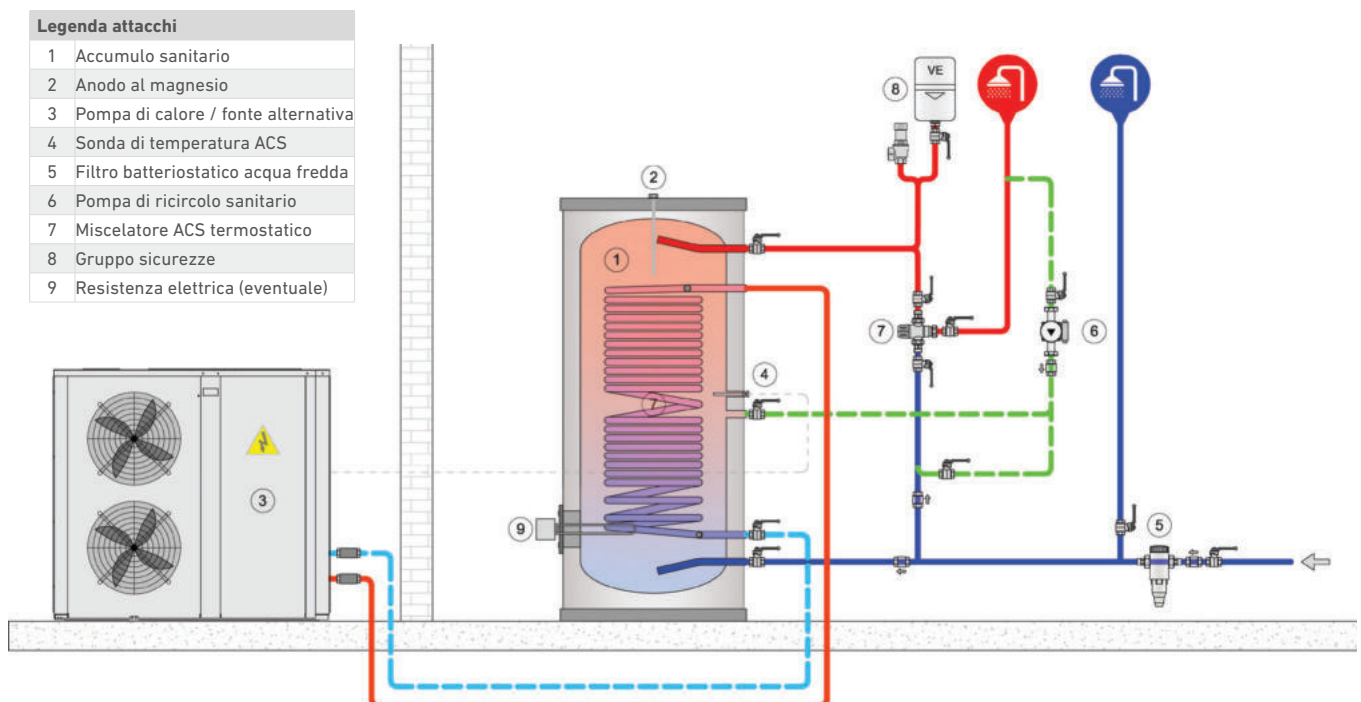 Legenda attacchi
1 Accumulo sanitario
2 Anodo al magnesio
3 Pompa di calore / fonte alternativa
4 Sonda di temperatura ACS
5 Filtro batteriostatico acqua fredda
6 Pompa di ricircolo sanitario
7 Miscelatore ACS termostatico
8 Gruppo sicurezze
9 Resistenza elettrica (eventuale)
VE
8
2
1
7
6
4
7
3
9
5